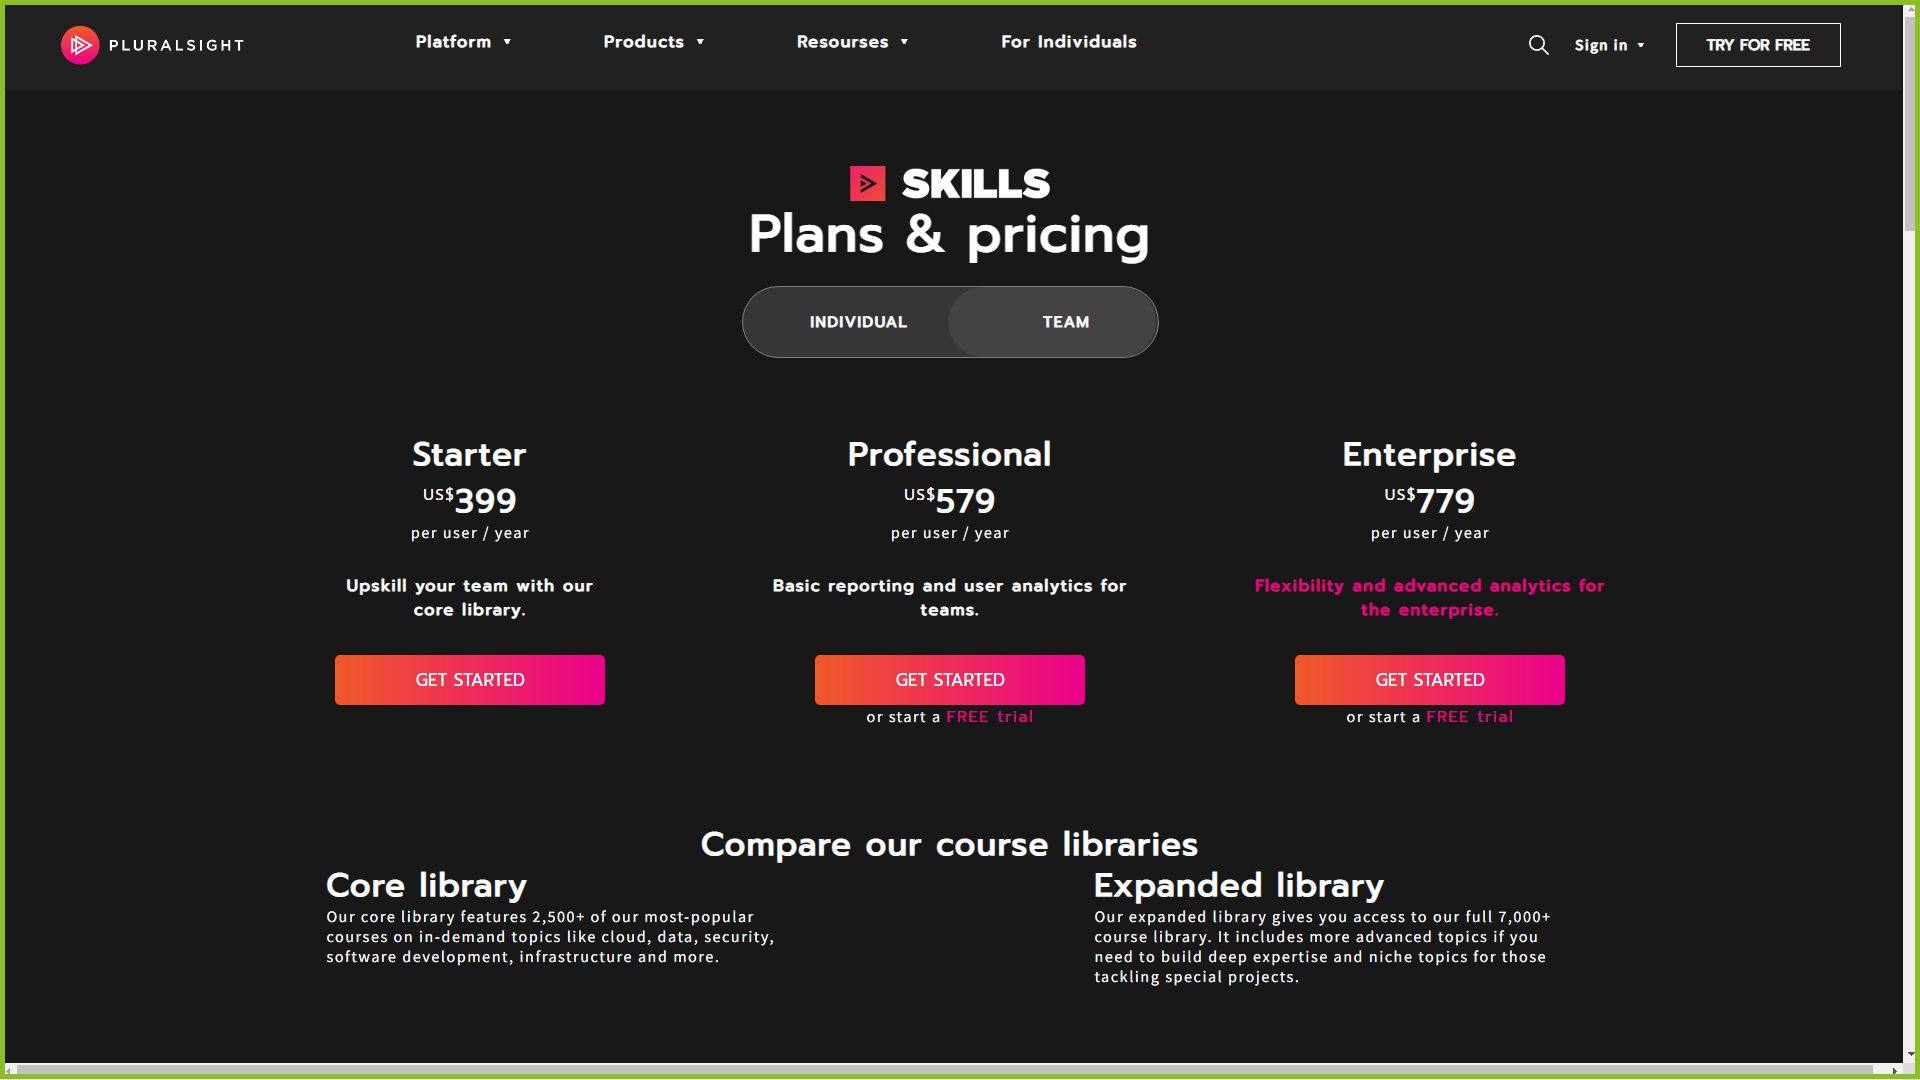 PLURALSIGHT
Platform
Products
Resourses
For Individuals
Sign in
TRY FOR FREE
SKILLS
Plans & pricing
INDIVIDUAL
TEAM
Starter
US$399
per user / year
Upskill your team with our
core library.
GET STARTED
Professional
US$579
per user / year
Basic reporting and user analytics for
teams.
GET STARTED
or start a FREE trial
Enterprise
US$779
per user / year
Flexibility and advanced analytics for
the enterprise.
GET STARTED
or start a FREE trial
Compare our course libraries
Core library
Our core library features 2,500+ of our most-popular
courses on in-demand topics like cloud, data, security,
software development, infrastructure and more.
Expanded library
Our expanded library gives you access to our full 7,000+
course library. It includes more advanced topics if you
need to build deep expertise and niche topics for those
tackling special projects.